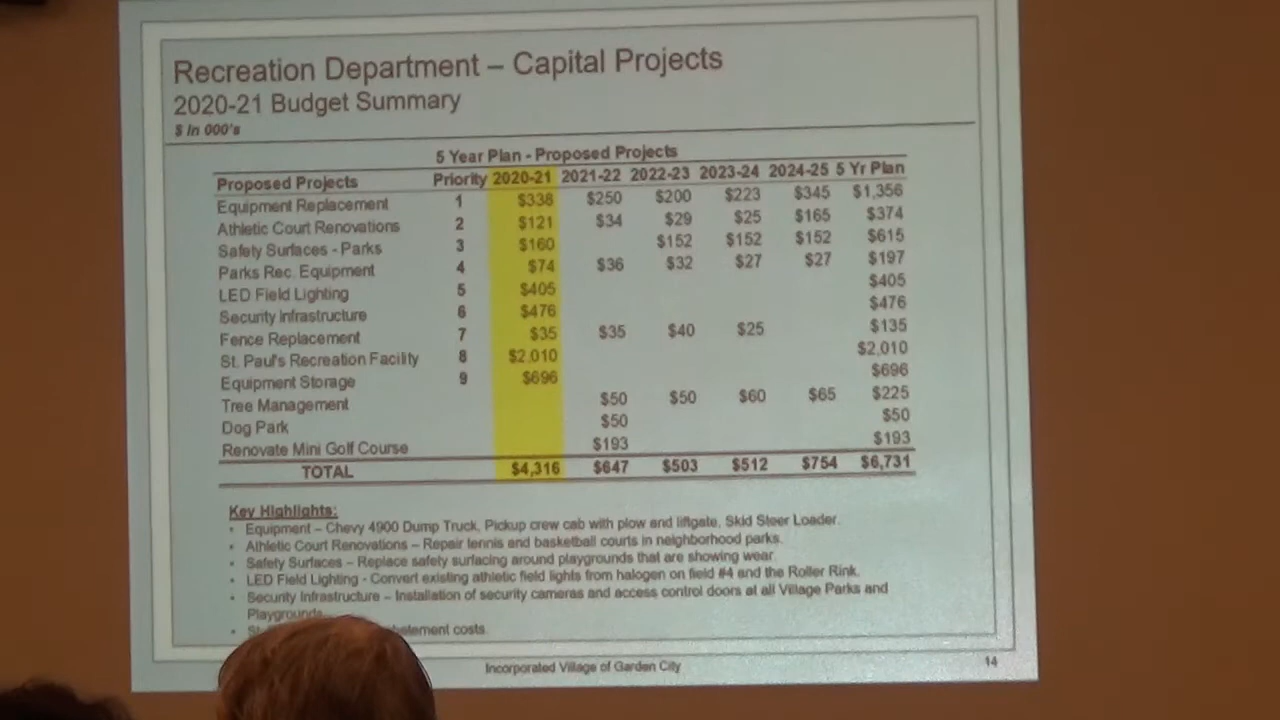 Recreation Department – Capital Projects
2020-21 Budget Summary
$ In 000's
5 Year Plan - Proposed Projects
Proposed Projects Priority 2020-21 2021-22 2022-23 2023-24 2024-25 5 Yr Plan
Equipment Replacement 1 $338 $250 $200 $223 $345 $1,356
Athletic Court Renovations 2 $121 $34 $29 $25 $165 $374
Safety Surfaces - Parks 3 $160 $152 $152 $152 $615
Parks Rec. Equipment 4 $74 $36 $32 $27 $27 $197
LED Field Lighting 5 $405 $405
Security Infrastructure 6 $476 $476
Fence Replacement 7 $35 $35 $40 $25 $135
St. Paul's Recreation Facility 8 $2,010 $2,010
Equipment Storage 9 $696 $696
Tree Management $50 $50 $60 $65 $225
Dog Park $50 $50
Renovate Mini Golf Course $193 $193
TOTAL $4,316 $647 $503 $512 $754 $6,731
Key Highlights:
• Equipment – Chevy 4900 Dump Truck, Pickup crew cab with plow and liftgate, Skid Steer Loader.
• Athletic Court Renovations – Repair tennis and basketball courts in neighborhood parks.
• Safety Surfaces – Replace safety surfacing around playgrounds that are showing wear.
• LED Field Lighting - Convert existing athletic field lights from halogen on field #4 and the Roller Rink.
• Security Infrastructure – Installation of security cameras and access control doors at all Village Parks and
Playgrounds
• costs
Incorporated Village of Garden City
14